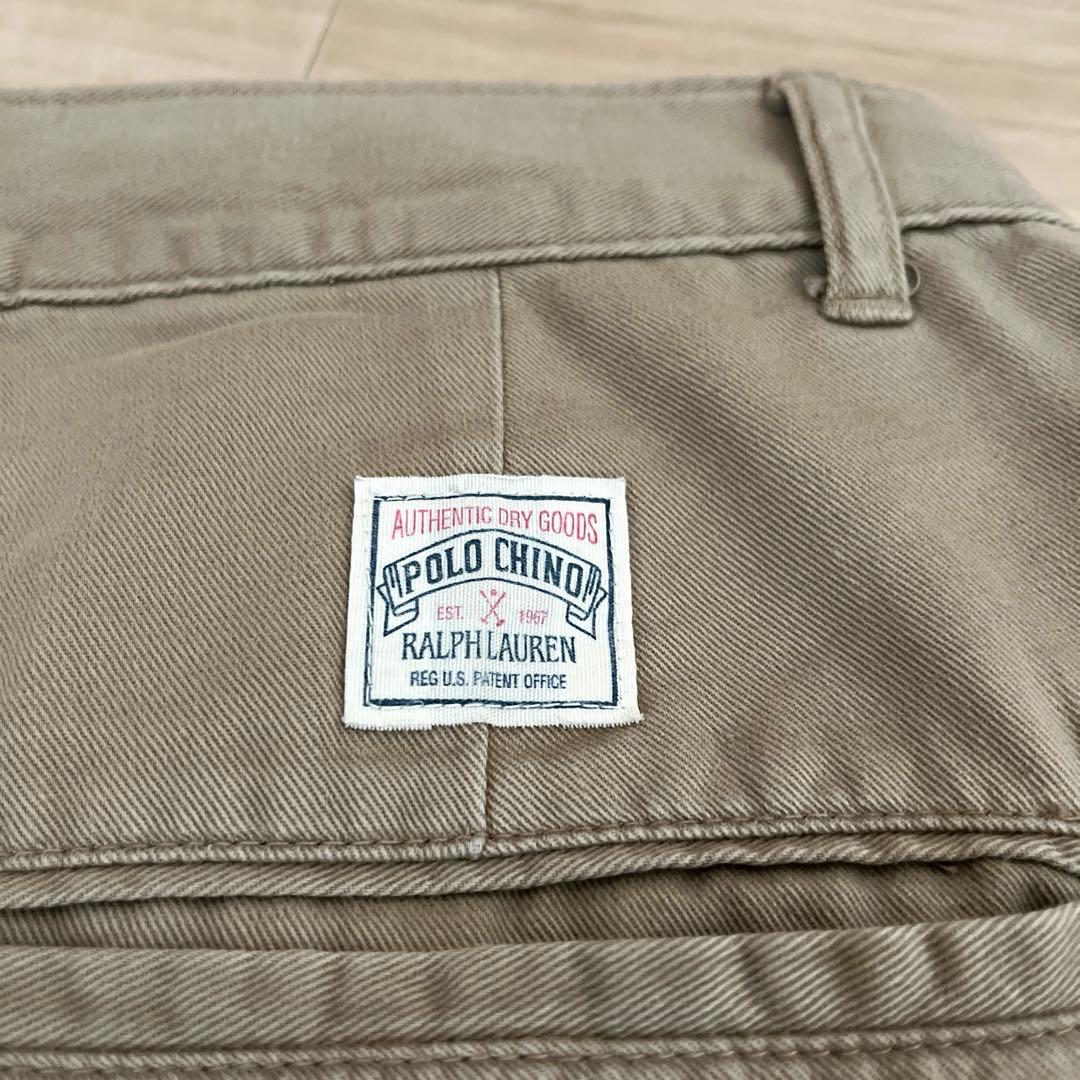 AUTHENTIC DRY GOODS
POLO CHINO
EST. 1967
RALPH LAUREN
REG U.S. PATENT OFFICE